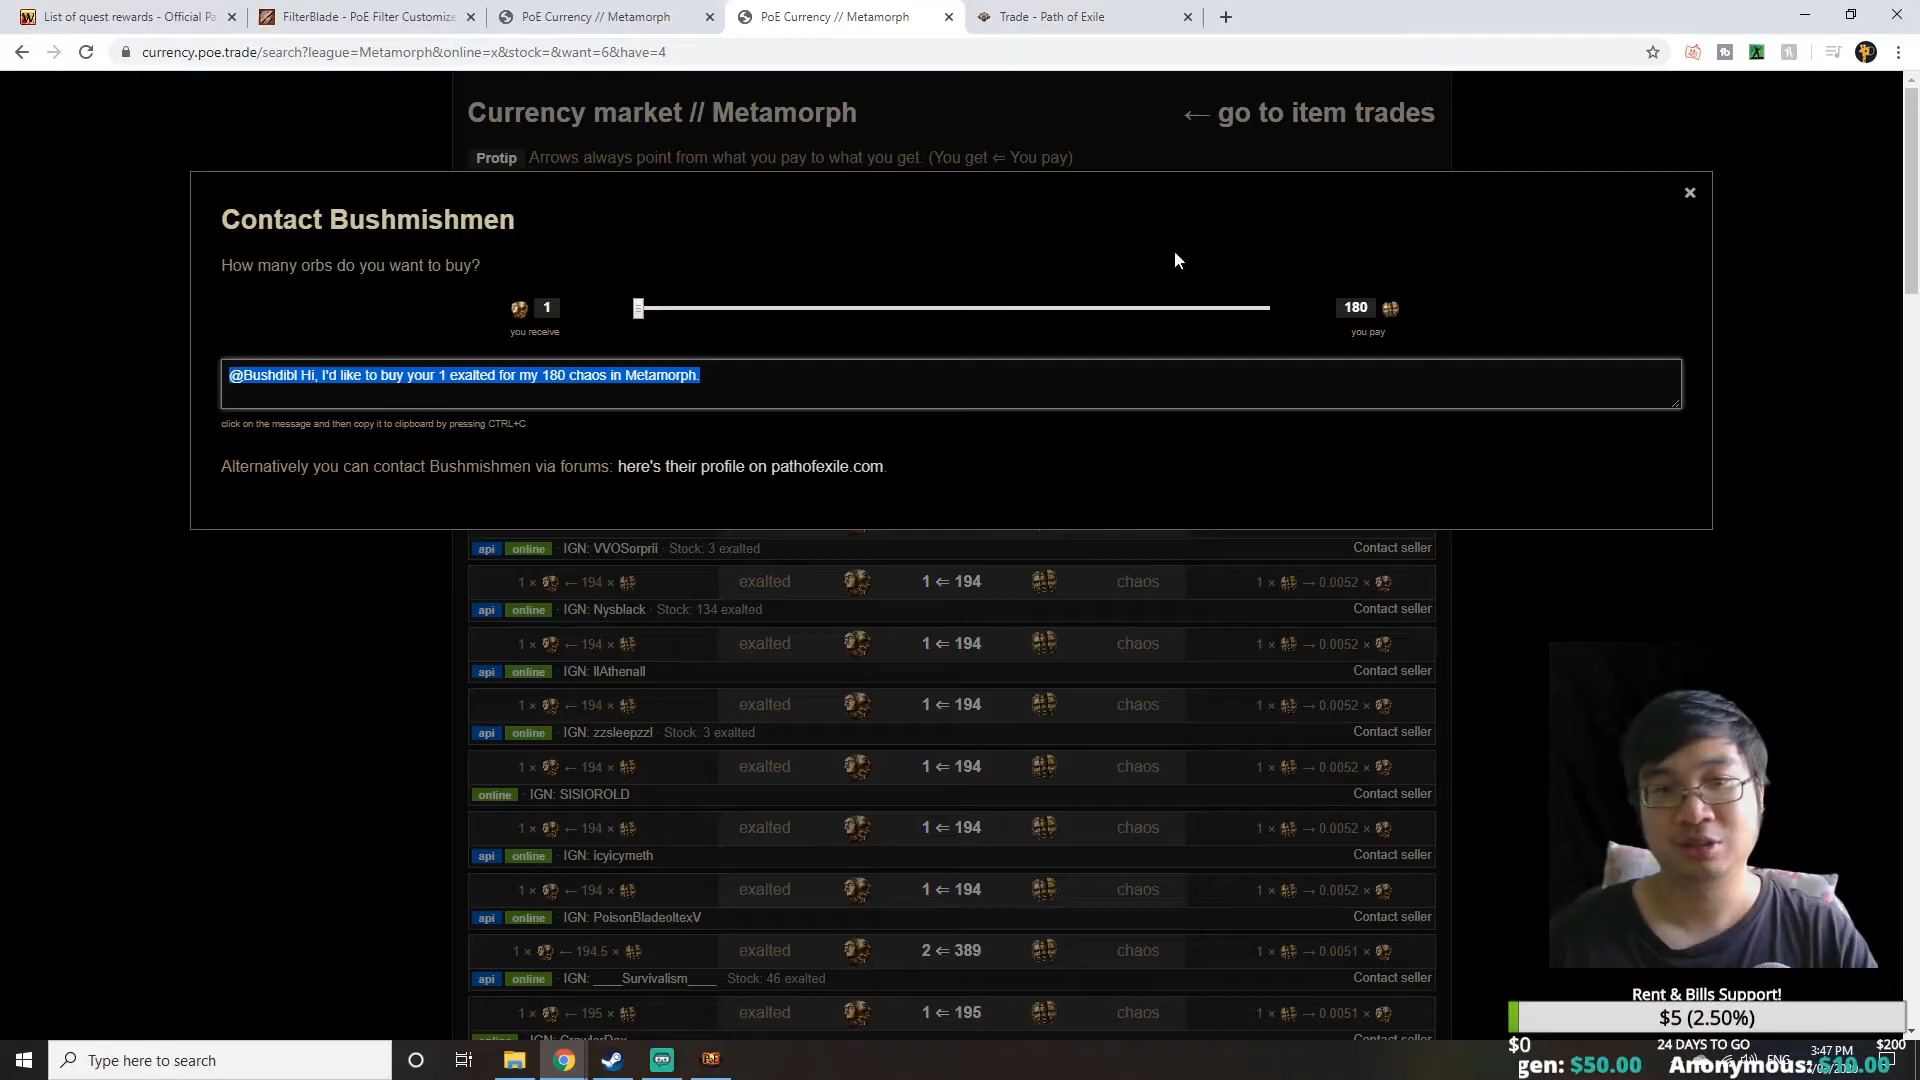 List of quest rewards - Official Pa
FilterBlade - PoE Filter Customize
PoE Currency // Metamorph
PoE Currency // Metamorph
Trade - Path of Exile
currency.poe.trade/search?league=Metamorph&online=x&stock=&want=6&have=4
Currency market // Metamorph
← go to item trades
Protip Arrows always point from what you pay to what you get. (You get ⇐ You pay)
Contact Bushmishmen
How many orbs do you want to buy?
1
180
you receive
you pay
@Bushdibl Hi, I'd like to buy your 1 exalted for my 180 chaos in Metamorph.
click on the message and then copy it to clipboard by pressing CTRL+C
Alternatively you can contact Bushmishmen via forums: here's their profile on pathofexile.com.
api online · IGN: VVOSorprii · Stock: 3 exalted Contact seller
1 × ← 194 × exalted 1 ⇐ 194 chaos 1 × → 0.0052 ×
api online · IGN: Nysblack · Stock: 134 exalted Contact seller
1 × ← 194 × exalted 1 ⇐ 194 chaos 1 × → 0.0052 ×
api online · IGN: IlAthenall Contact seller
1 × ← 194 × exalted 1 ⇐ 194 chaos 1 × → 0.0052 ×
api online · IGN: zzsleepzzl · Stock: 3 exalted Contact seller
1 × ← 194 × exalted 1 ⇐ 194 chaos 1 × → 0.0052 ×
online · IGN: SISIOROLD Contact seller
1 × ← 194 × exalted 1 ⇐ 194 chaos 1 × → 0.0052 ×
api online · IGN: icyicymeth Contact seller
1 × ← 194 × exalted 1 ⇐ 194 chaos 1 × → 0.0052 ×
api online · IGN: PoisonBladeoltexV Contact seller
1 × ← 194.5 × exalted 2 ⇐ 389 chaos 1 × → 0.0051 ×
api online · IGN: ____Survivalism____ · Stock: 46 exalted Contact seller
1 × ← 195 × exalted 1 ⇐ 195 chaos 1 × → 0.0051 ×
Rent & Bills Support!
$5 (2.50%)
$0 24 DAYS TO GO $200
gen: $50.00 Anonymous: $10.00
Type here to search
ENG
3:47 PM